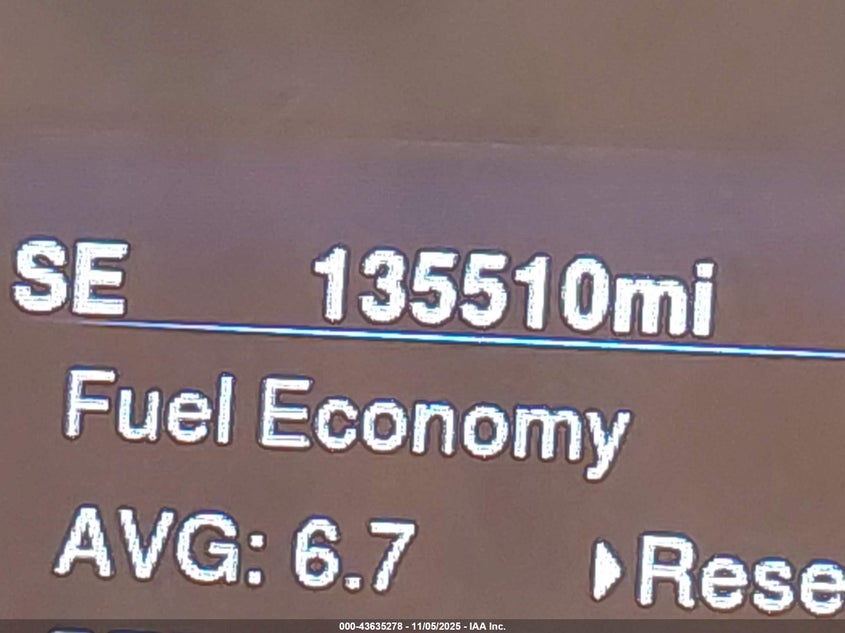 SE 135510mi
Fuel Economy
AVG: 6.7 Rese
000-43635278 - 11/05/2025 - IAA Inc.